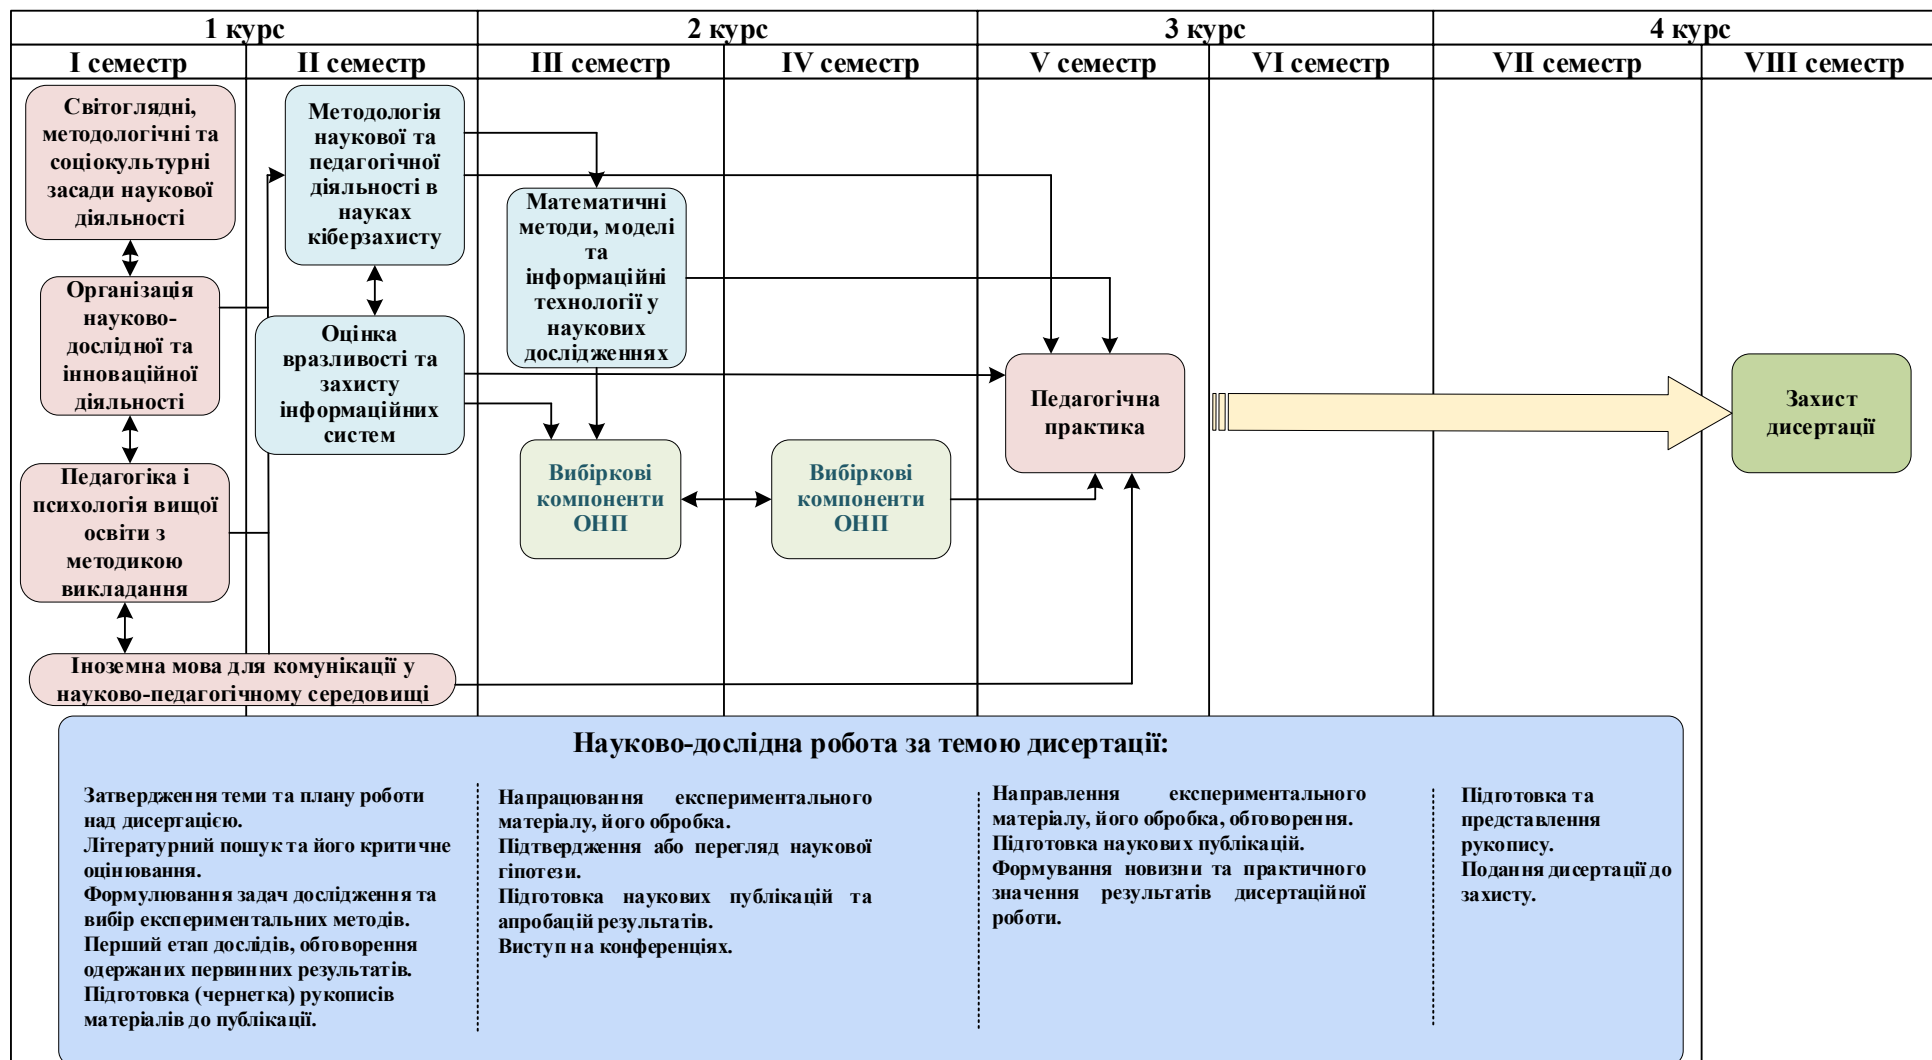 1 курс
2 курс
3 курс
4 курс
I семестр
II семестр
III семестр
IV семестр
V семестр
VI семестр
VII семестр
VIII семестр
Світоглядні,
методологічні та
соціокультурні
засади наукової
діяльності
Організація
науково-
дослідної та
інноваційної
діяльності
Педагогіка і
психологія вищої
освіти з
методикою
викладання
Іноземна мова для комунікації у
науково-педагогічному середовищі
Методологія
наукової та
педагогічної
діяльності в
науках
кіберзахисту
Оцінка
вразливості та
захисту
інформаційних
систем
Математичні
методи, моделі
та
інформаційні
технології у
наукових
дослідженнях
Вибіркові
компоненти
ОНП
Вибіркові
компоненти
ОНП
Педагогічна
практика
Захист
дисертації
Науково-дослідна робота за темою дисертації:
Затвердження теми та плану роботи
над дисертацією.
Літературний пошук та його критичне
оцінювання.
Формулювання задач дослідження та
вибір експериментальних методів.
Перший етап дослідів, обговорення
одержаних первинних результатів.
Підготовка (чернетка) рукописів
матеріалів до публікації.
Напрацювання експериментального
матеріалу, його обробка.
Підтвердження або перегляд наукової
гіпотези.
Підготовка наукових публікацій та
апробацій результатів.
Виступ на конференціях.
Направлення експериментального
матеріалу, його обробка, обговорення.
Підготовка наукових публікацій.
Формування новизни та практичного
значення результатів дисертаційної
роботи.
Підготовка та
представлення
рукопису.
Подання дисертації до
захисту.